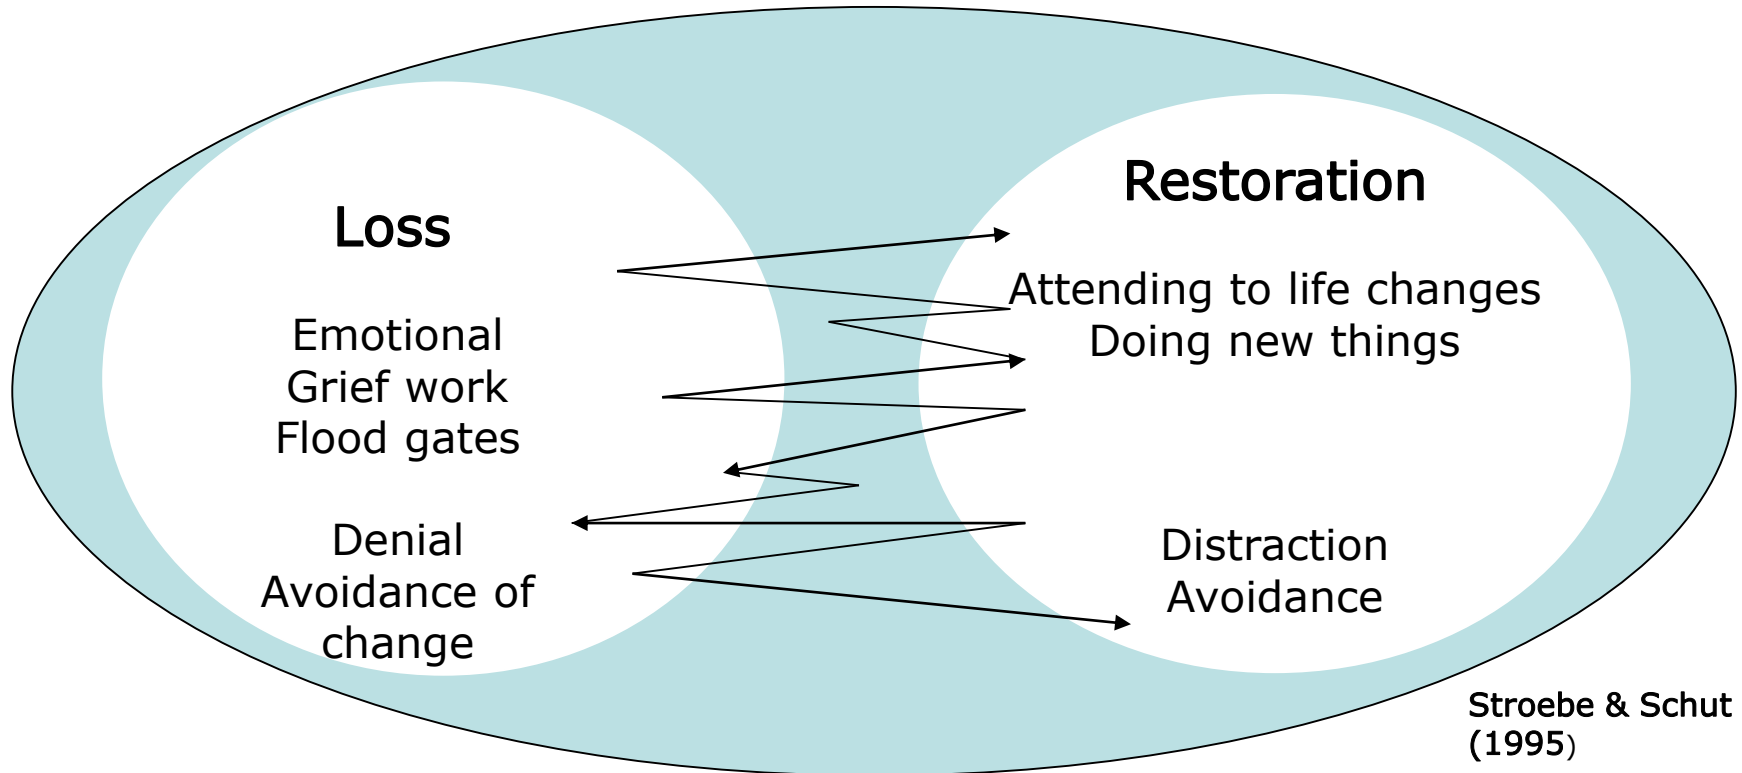 Loss
Emotional
Grief work
Flood gates
Denial
Avoidance of
change
Restoration
Attending to life changes
Doing new things
Distraction
Avoidance
Stroebe & Schut
(1995)